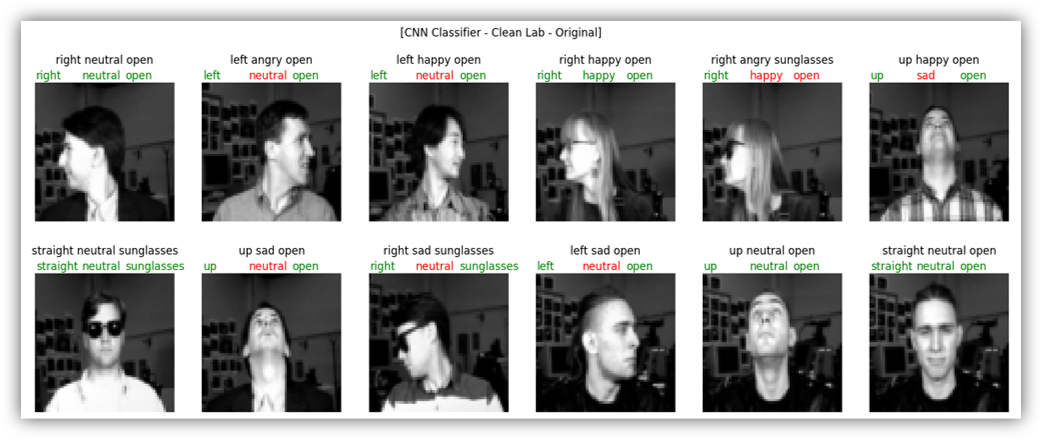 [CNN Classifier - Clean Lab - Original]
right neutral open left angry open left happy open right happy open right angry sunglasses up happy open
right neutral open left neutral open left neutral open right happy open right happy open up sad open
straight neutral sunglasses up sad open right sad sunglasses left sad open up neutral open straight neutral open
straight neutral sunglasses up neutral open right neutral sunglasses left neutral open up neutral open straight neutral open